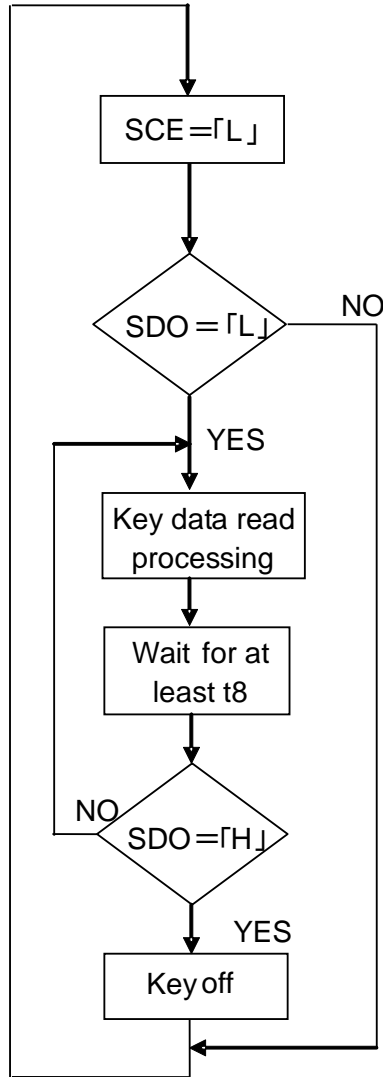 SCE=「L」
SDO=「L」
NO
YES
Key data read
processing
Wait for at
least t8
NO
SDO=「H」
YES
Key off